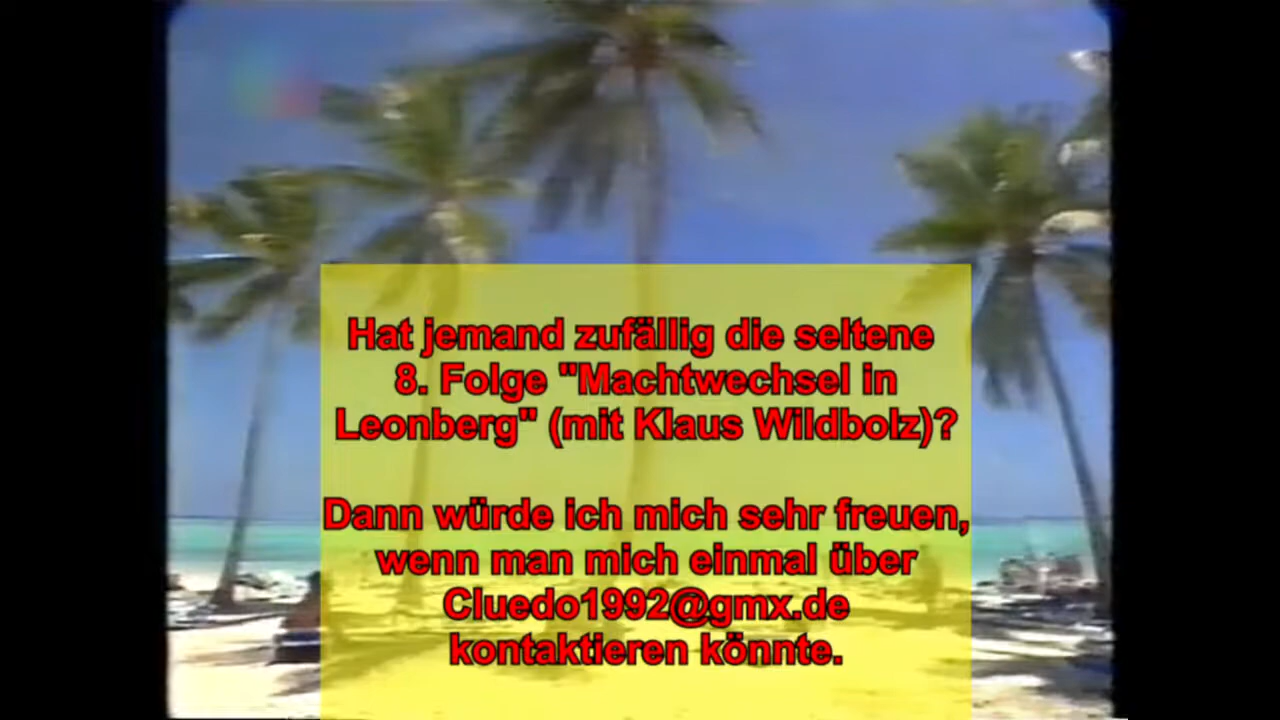 Hat jemand zufällig die seltene
8. Folge "Machtwechsel in
Leonberg" (mit Klaus Wildbolz)?
Dann würde ich mich sehr freuen,
wenn man mich einmal über
Cluedo1992@gmx.de
kontaktieren könnte.